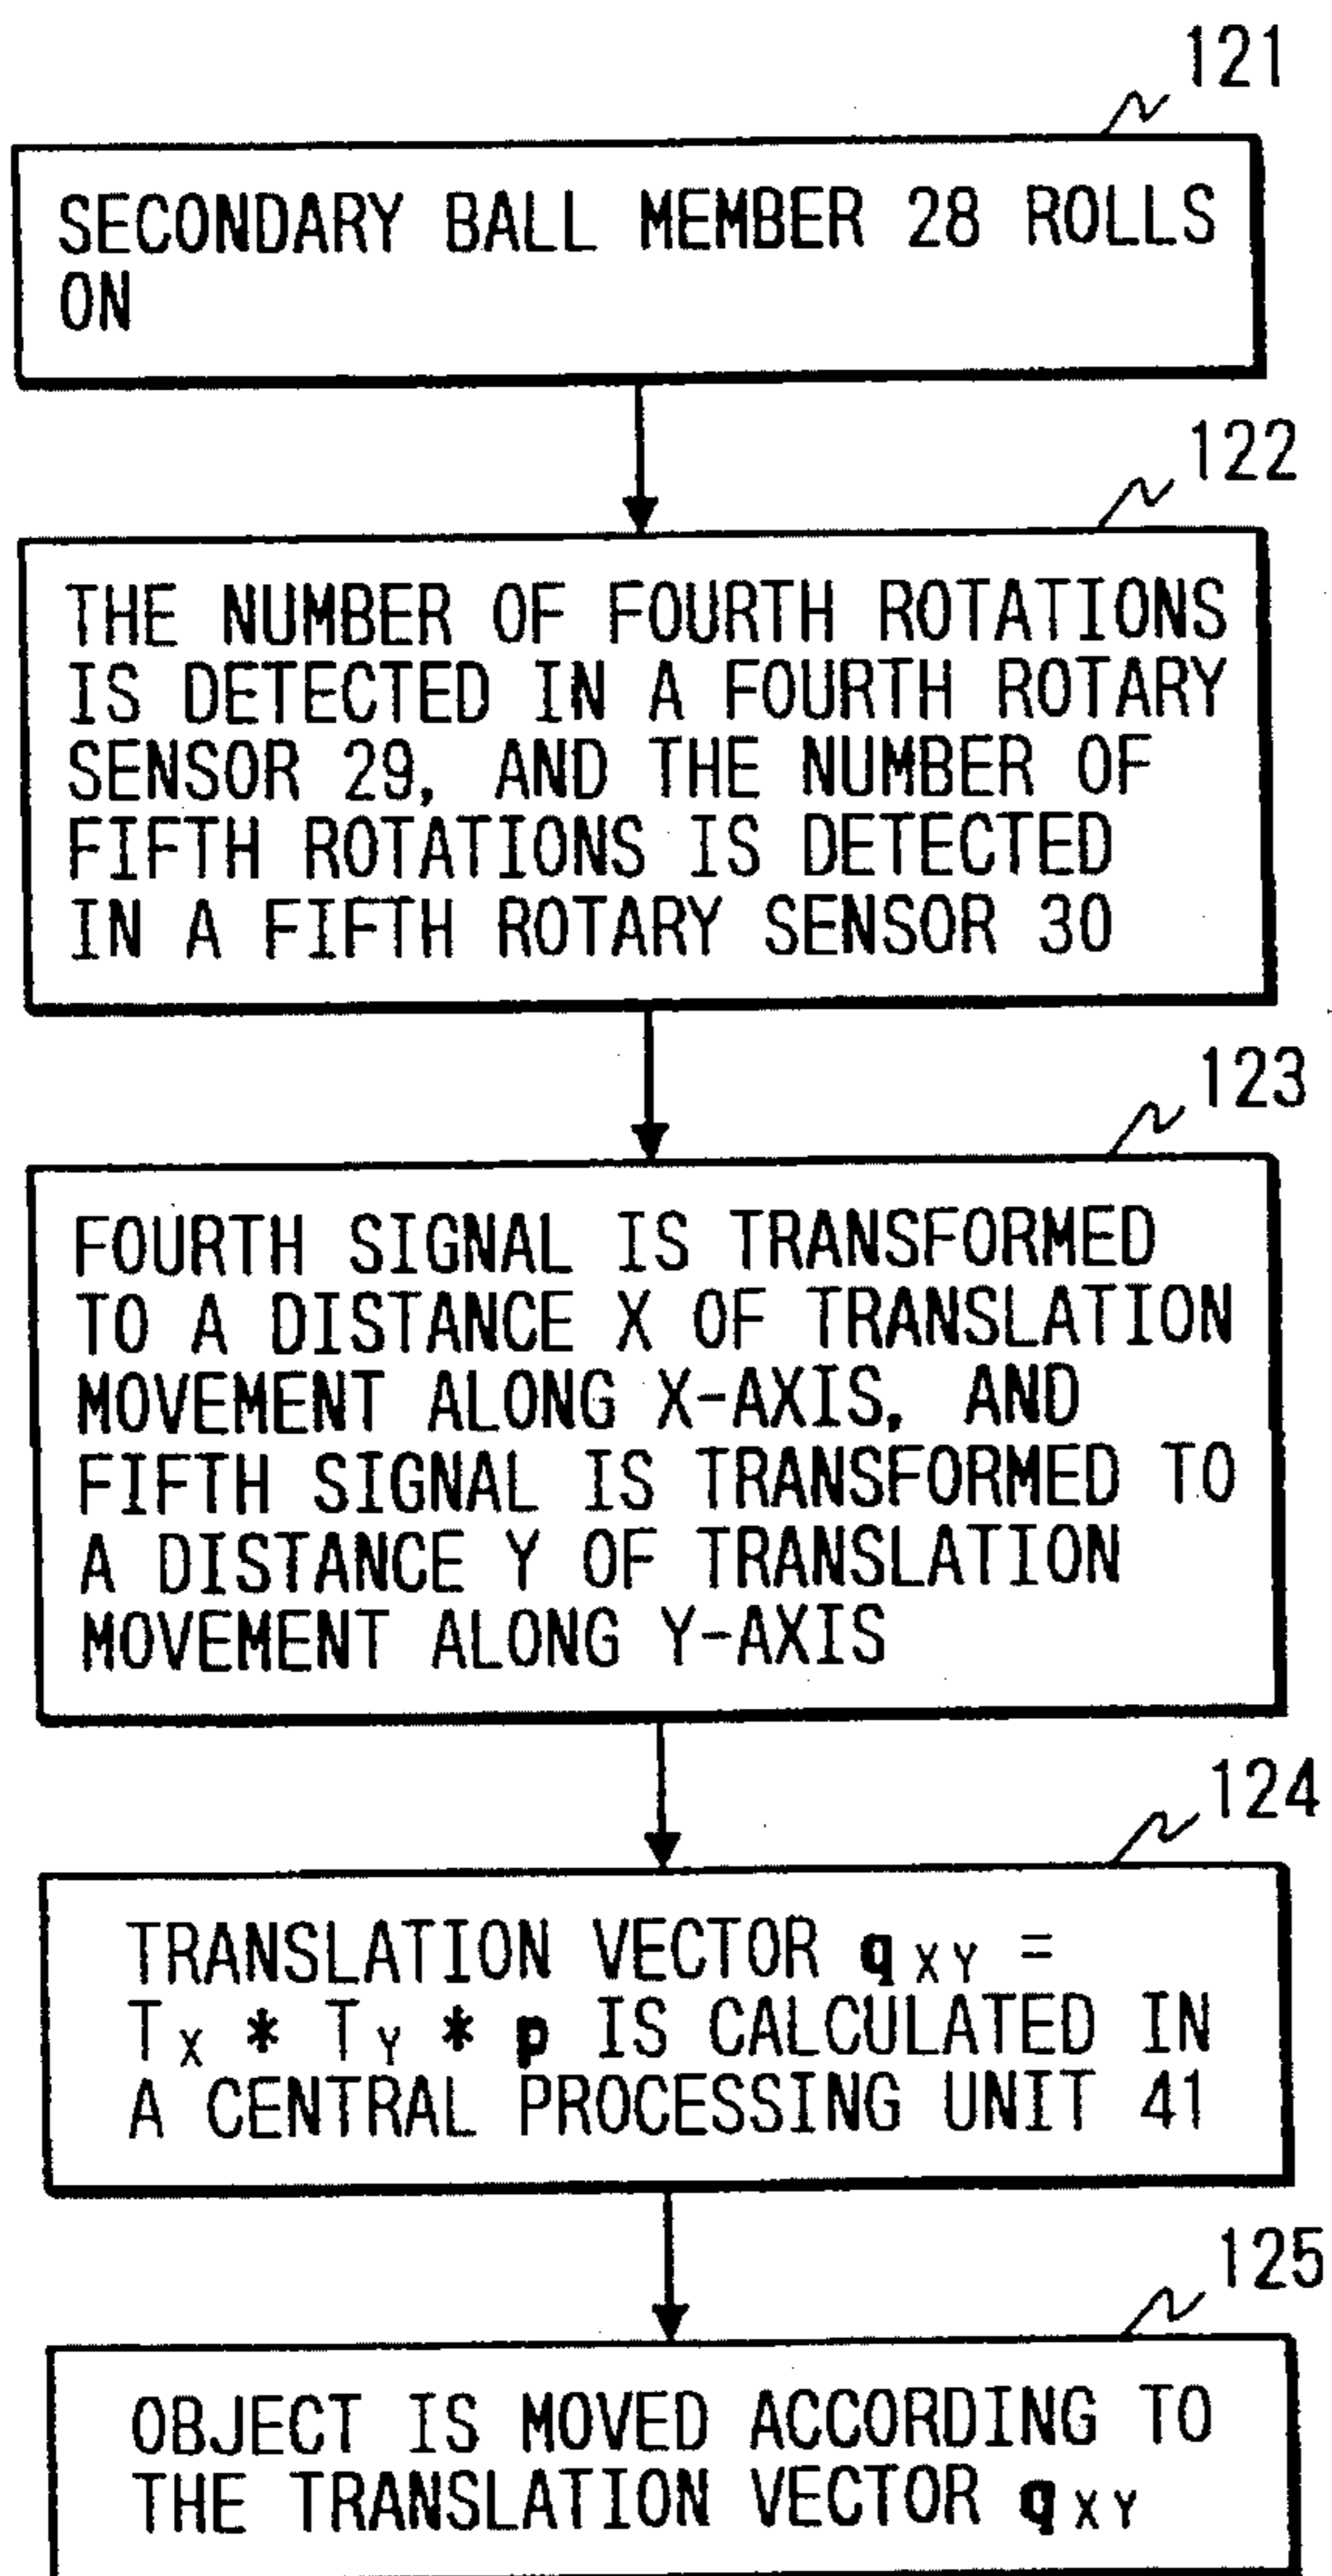 121
SECONDARY BALL MEMBER 28 ROLLS
ON
122
THE NUMBER OF FOURTH ROTATIONS
IS DETECTED IN A FOURTH ROTARY
SENSOR 29, AND THE NUMBER OF
FIFTH ROTATIONS IS DETECTED
IN A FIFTH ROTARY SENSOR 30
123
FOURTH SIGNAL IS TRANSFORMED
TO A DISTANCE X OF TRANSLATION
MOVEMENT ALONG X-AXIS, AND
FIFTH SIGNAL IS TRANSFORMED TO
A DISTANCE Y OF TRANSLATION
MOVEMENT ALONG Y-AXIS
124
TRANSLATION VECTOR q XY =
T X * T Y * p IS CALCULATED IN
A CENTRAL PROCESSING UNIT 41
125
OBJECT IS MOVED ACCORDING TO
THE TRANSLATION VECTOR q XY